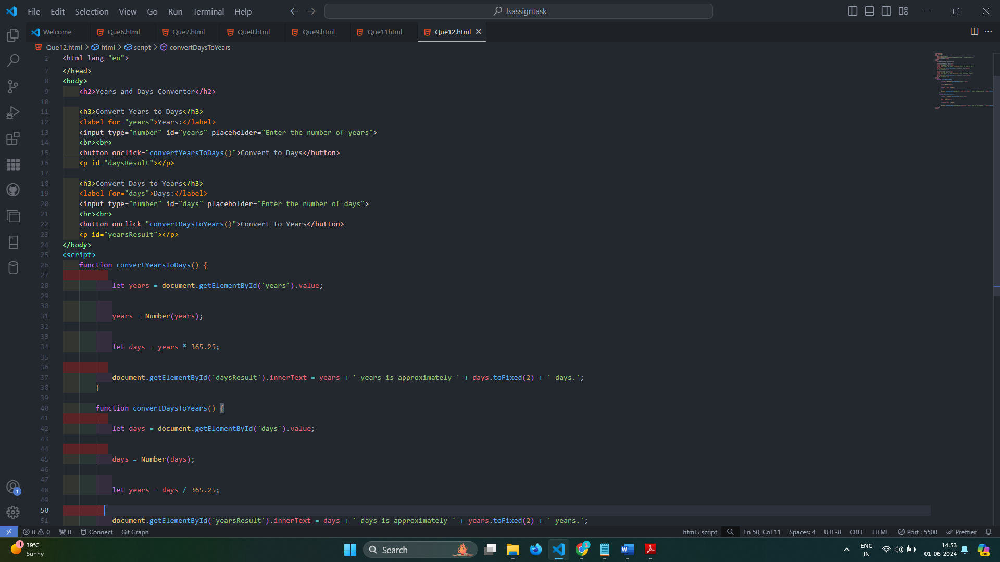 File Edit Selection View Go Run Terminal Help
Jsassigntask
Welcome Que6.html Que7.html Que8.html Que9.html Que11html Que12.html
Que12.html > html > script > convertDaysToYears
2 <html lang="en">
7 </head>
8 <body>
9 <h2>Years and Days Converter</h2>
10
11 <h3>Convert Years to Days</h3>
12 <label for="years">Years:</label>
13 <input type="number" id="years" placeholder="Enter the number of years">
14 <br><br>
15 <button onclick="convertYearsToDays()">Convert to Days</button>
16 <p id="daysResult"></p>
17
18 <h3>Convert Days to Years</h3>
19 <label for="days">Days:</label>
20 <input type="number" id="days" placeholder="Enter the number of days">
21 <br><br>
22 <button onclick="convertDaysToYears()">Convert to Years</button>
23 <p id="yearsResult"></p>
24 </body>
25 <script>
26 function convertYearsToDays() {
27
28 let years = document.getElementById('years').value;
29
30
31 years = Number(years);
32
33
34 let days = years * 365.25;
35
36
37 document.getElementById('daysResult').innerText = years + ' years is approximately ' + days.toFixed(2) + ' days.';
38 }
39
40 function convertDaysToYears() {
41
42 let days = document.getElementById('days').value;
43
44
45 days = Number(days);
46
47
48 let years = days / 365.25;
49
50
51 document.getElementById('yearsResult').innerText = days + ' days is approximately ' + years.toFixed(2) + ' years.';
1
0 0 0 Connect Git Graph html › script Ln 50, Col 11 Spaces: 4 UTF-8 CRLF HTML Port : 5500 Prettier
1 39°C
Sunny
Search
ENG
IN
14:53
01-06-2024
PRE